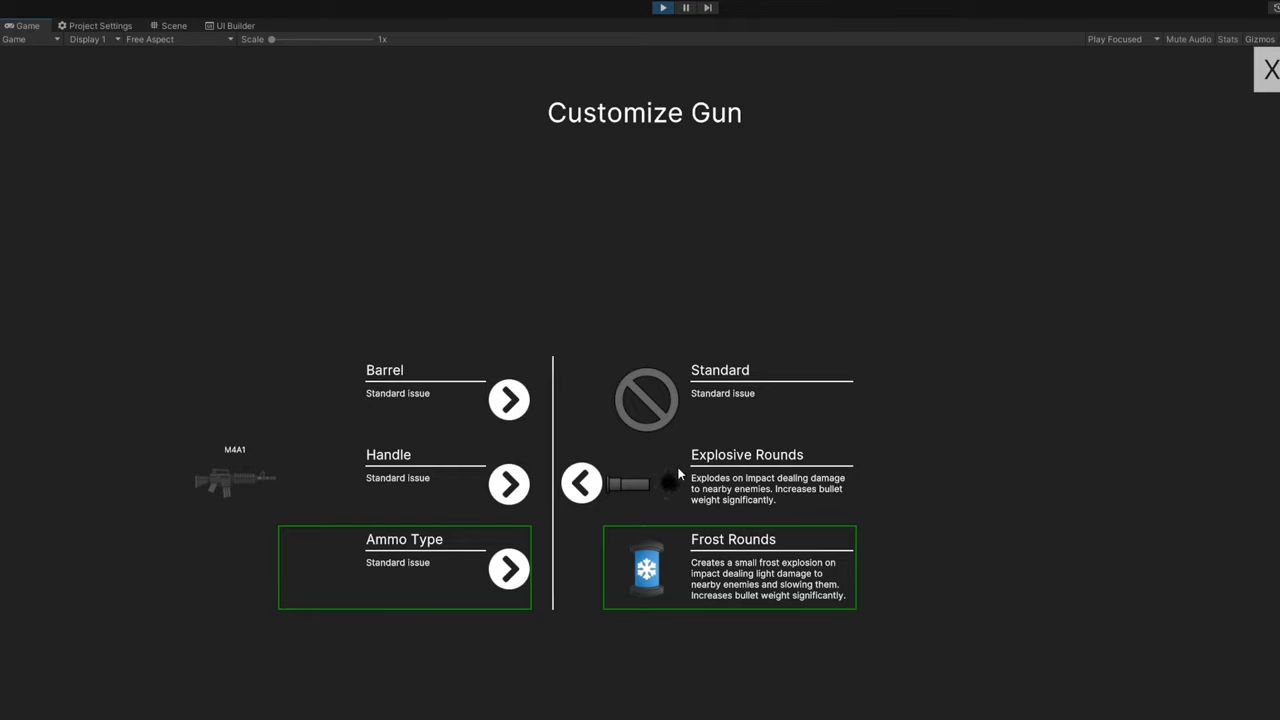 Game
Project Settings
Scene
UI Builder
Game
Display 1
Free Aspect
Scale
1x
Play Focused
Mute Audio
Stats
Gizmos
X
Customize Gun
Barrel
Standard issue
Handle
Standard issue
M4A1
Ammo Type
Standard issue
Standard
Standard issue
Explosive Rounds
Explodes on impact dealing damage
to nearby enemies. Increases bullet
weight significantly.
Frost Rounds
Creates a small frost explosion on
impact dealing light damage to
nearby enemies and slowing them.
Increases bullet weight significantly.